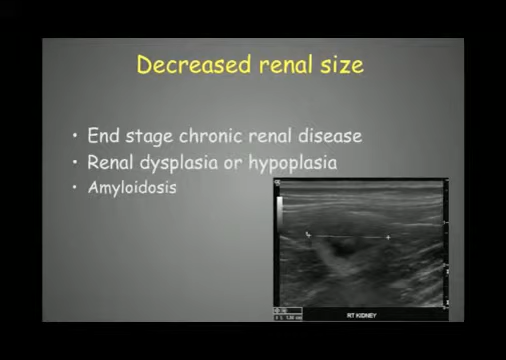 Decreased renal size
• End stage chronic renal disease
• Renal dysplasia or hypoplasia
• Amyloidosis
RT KIDNEY